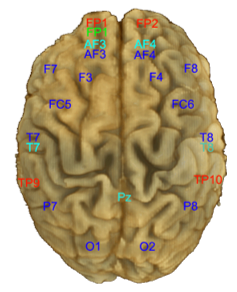 FP1 FP2
FP1
AF3 AF4
AF3 AF4
F7 F8
F3 F4
FC5 FC6
T7 T8
T7
TP9 TP10
Pz
P7 P8
O1 O2